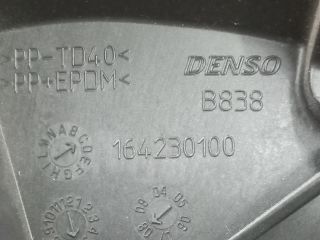 >PP-TD40<
>PP+EPDM<
DENSO
B838
164230100